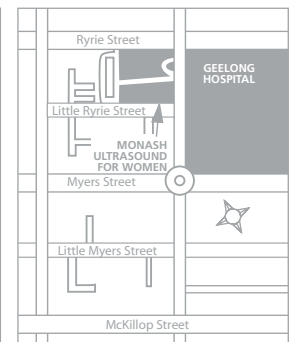 Ryrie Street
GEELONG
HOSPITAL
Little Ryrie Street
MONASH
ULTRASOUND
FOR WOMEN
Myers Street
Little Myers Street
McKillop Street